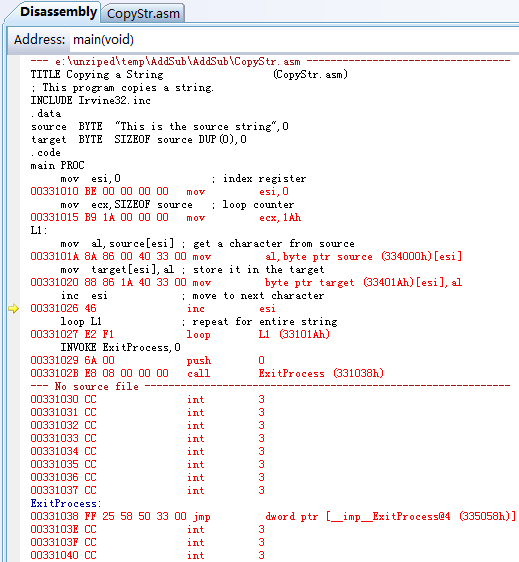 Disassembly CopyStr.asm
Address: main(void)
--- e:\unziped\temp\AddSub\AddSub\CopyStr.asm -----------------------------
TITLE Copying a String (CopyStr.asm)
; This program copies a string.
INCLUDE Irvine32.inc
.data
source BYTE "This is the source string",0
target BYTE SIZEOF source DUP(0),0
.code
main PROC
mov esi,0 ; index register
00331010 BE 00 00 00 00 mov esi,0
mov ecx,SIZEOF source ; loop counter
00331015 B9 1A 00 00 00 mov ecx,1Ah
L1:
mov al,source[esi] ; get a character from source
0033101A 8A 86 00 40 33 00 mov al,byte ptr source (334000h)[esi]
mov target[esi],al ; store it in the target
00331020 88 86 1A 40 33 00 mov byte ptr target (33401Ah)[esi],al
inc esi ; move to next character
00331026 46 inc esi
loop L1 ; repeat for entire string
00331027 E2 F1 loop L1 (33101Ah)
INVOKE ExitProcess,0
00331029 6A 00 push 0
0033102B E8 08 00 00 00 call ExitProcess (331038h)
--- No source file -----------------------------------------------------
00331030 CC int 3
00331031 CC int 3
00331032 CC int 3
00331033 CC int 3
00331034 CC int 3
00331035 CC int 3
00331036 CC int 3
00331037 CC int 3
ExitProcess:
00331038 FF 25 58 50 33 00 jmp dword ptr [__imp__ExitProcess@4 (335058h)]
0033103E CC int 3
0033103F CC int 3
00331040 CC int 3